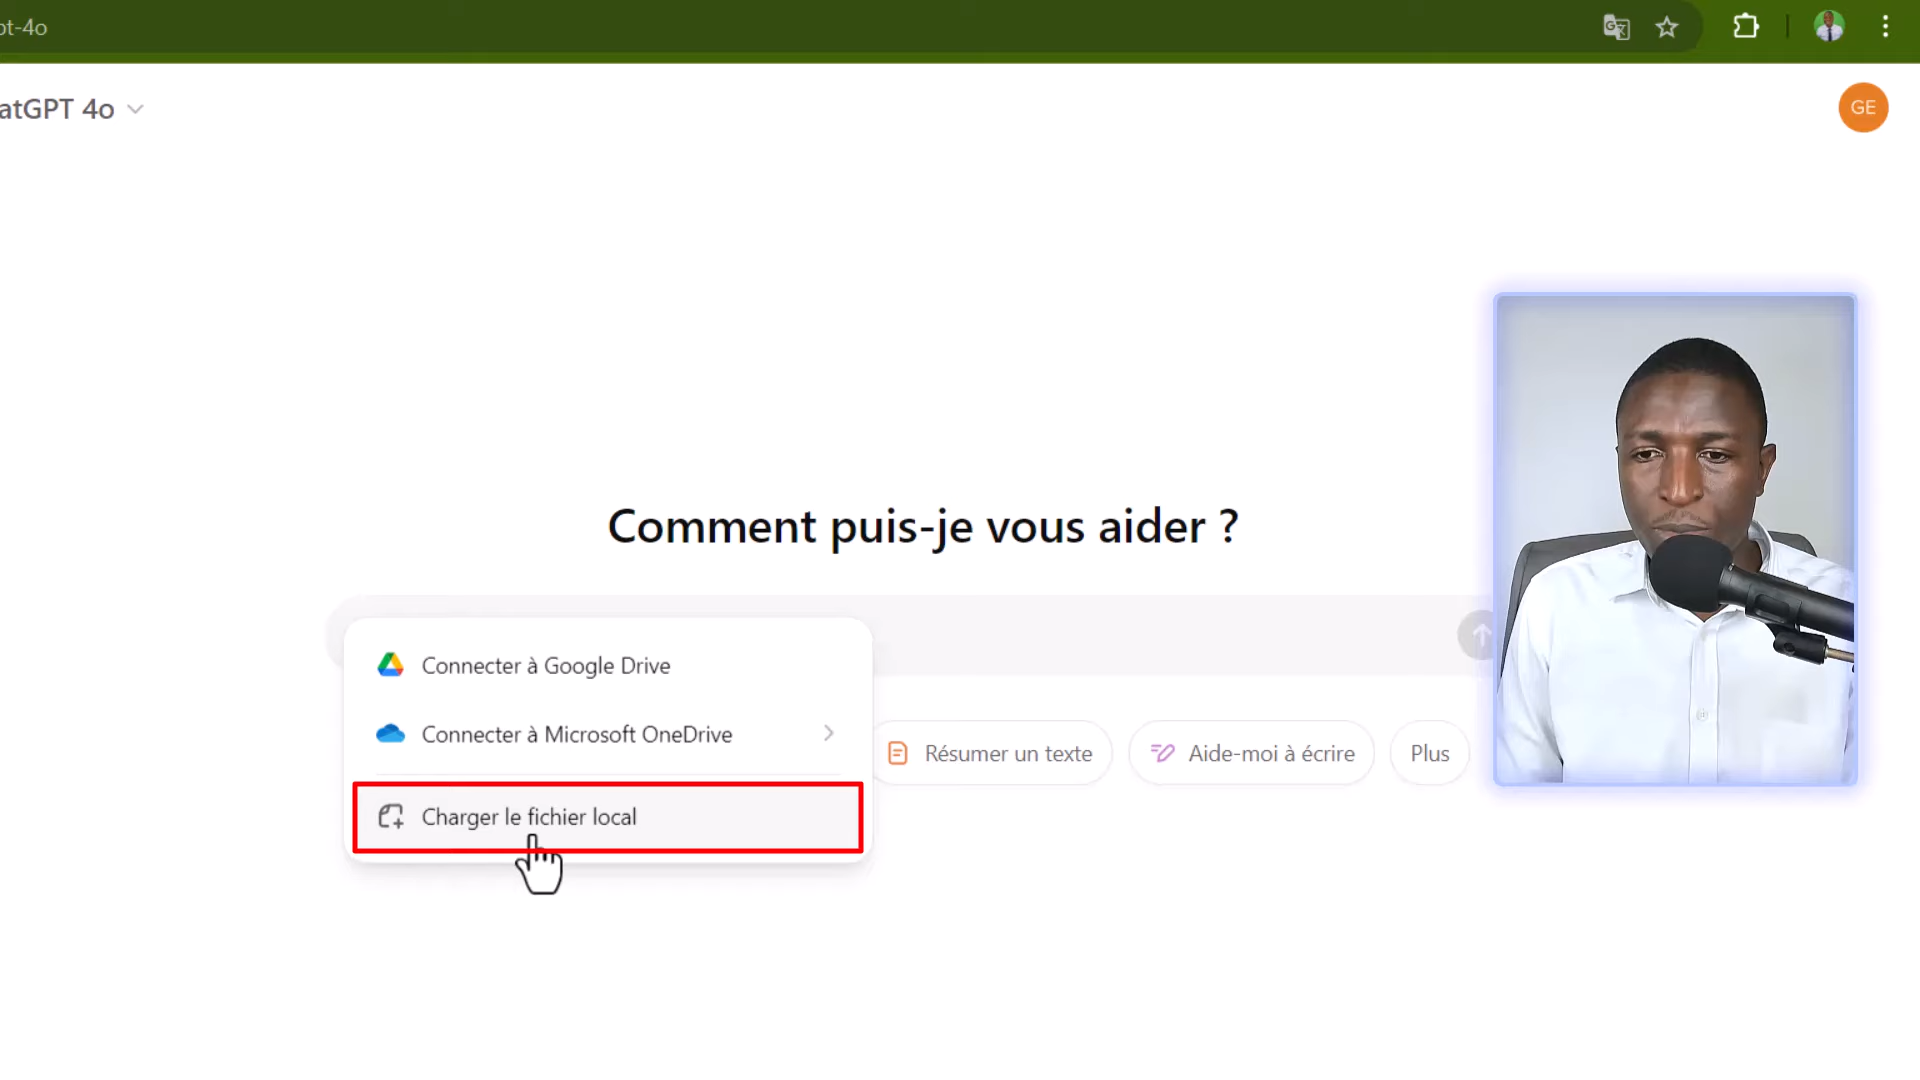 pt-4o
atGPT 4o
GE
Comment puis-je vous aider ?
Connecter à Google Drive
Connecter à Microsoft OneDrive
Charger le fichier local
Résumer un texte
Aide-moi à écrire
Plus